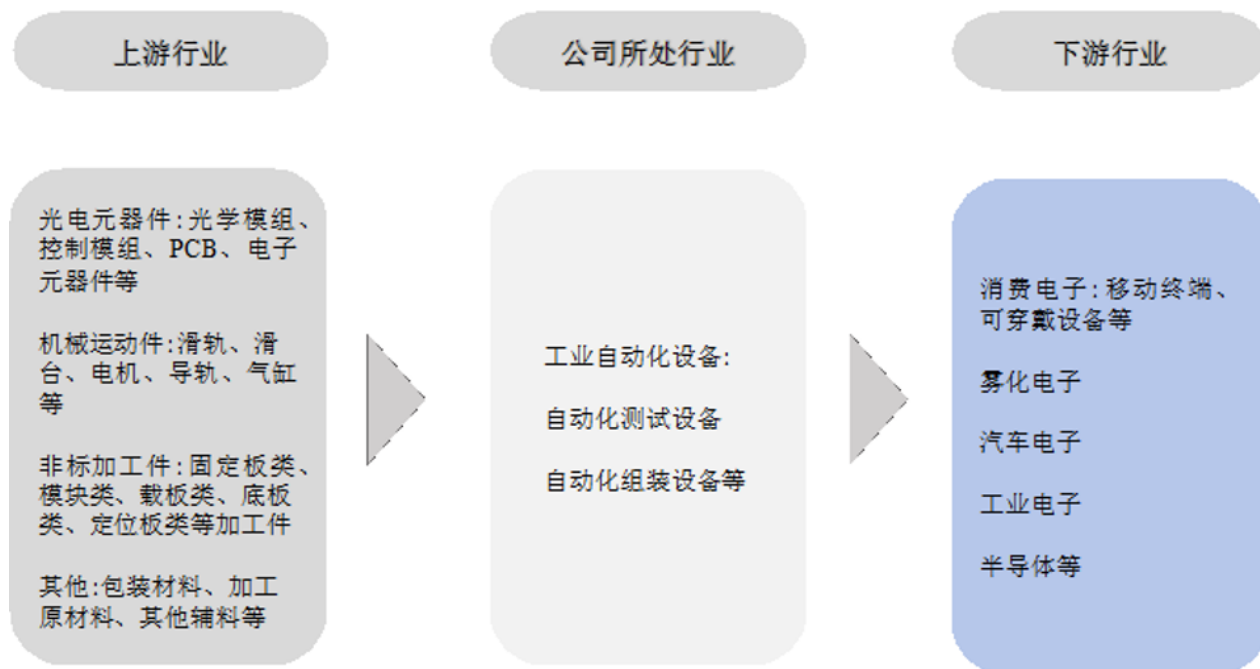 上游行业
公司所处行业
下游行业
光电元器件:光学模组、
控制模组、PCB、电子
元器件等
机械运动件:滑轨、滑
台、电机、导轨、气缸
等
非标加工件:固定板类、
模块类、载板类、底板
类、定位板类等加工件
其他:包装材料、加工
原材料、其他辅料等
工业自动化设备:
自动化测试设备
自动化组装设备等
消费电子:移动终端、
可穿戴设备等
雾化电子
汽车电子
工业电子
半导体等